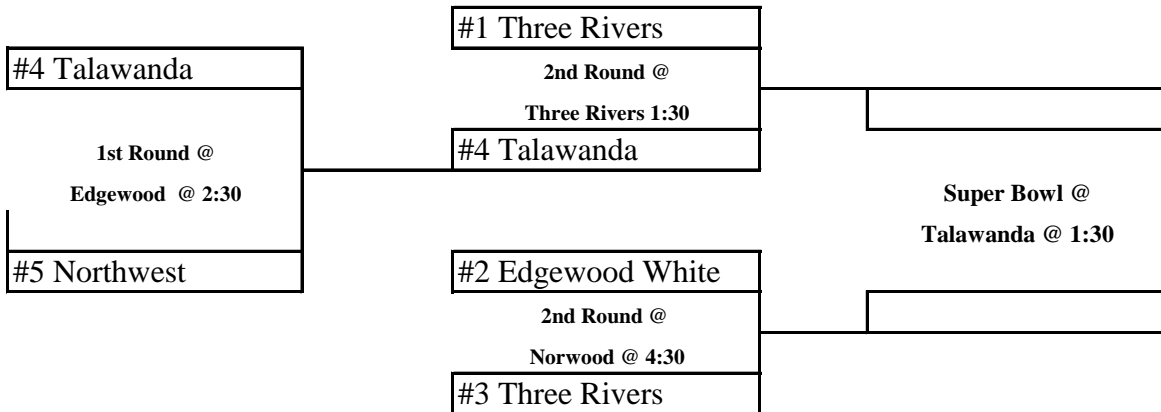 #1 Three Rivers
#4 Talawanda
2nd Round @
Three Rivers 1:30
1st Round @
#4 Talawanda
Edgewood @ 2:30
Super Bowl @
Talawanda @ 1:30
#5 Northwest
#2 Edgewood White
2nd Round @
Norwood @ 4:30
#3 Three Rivers